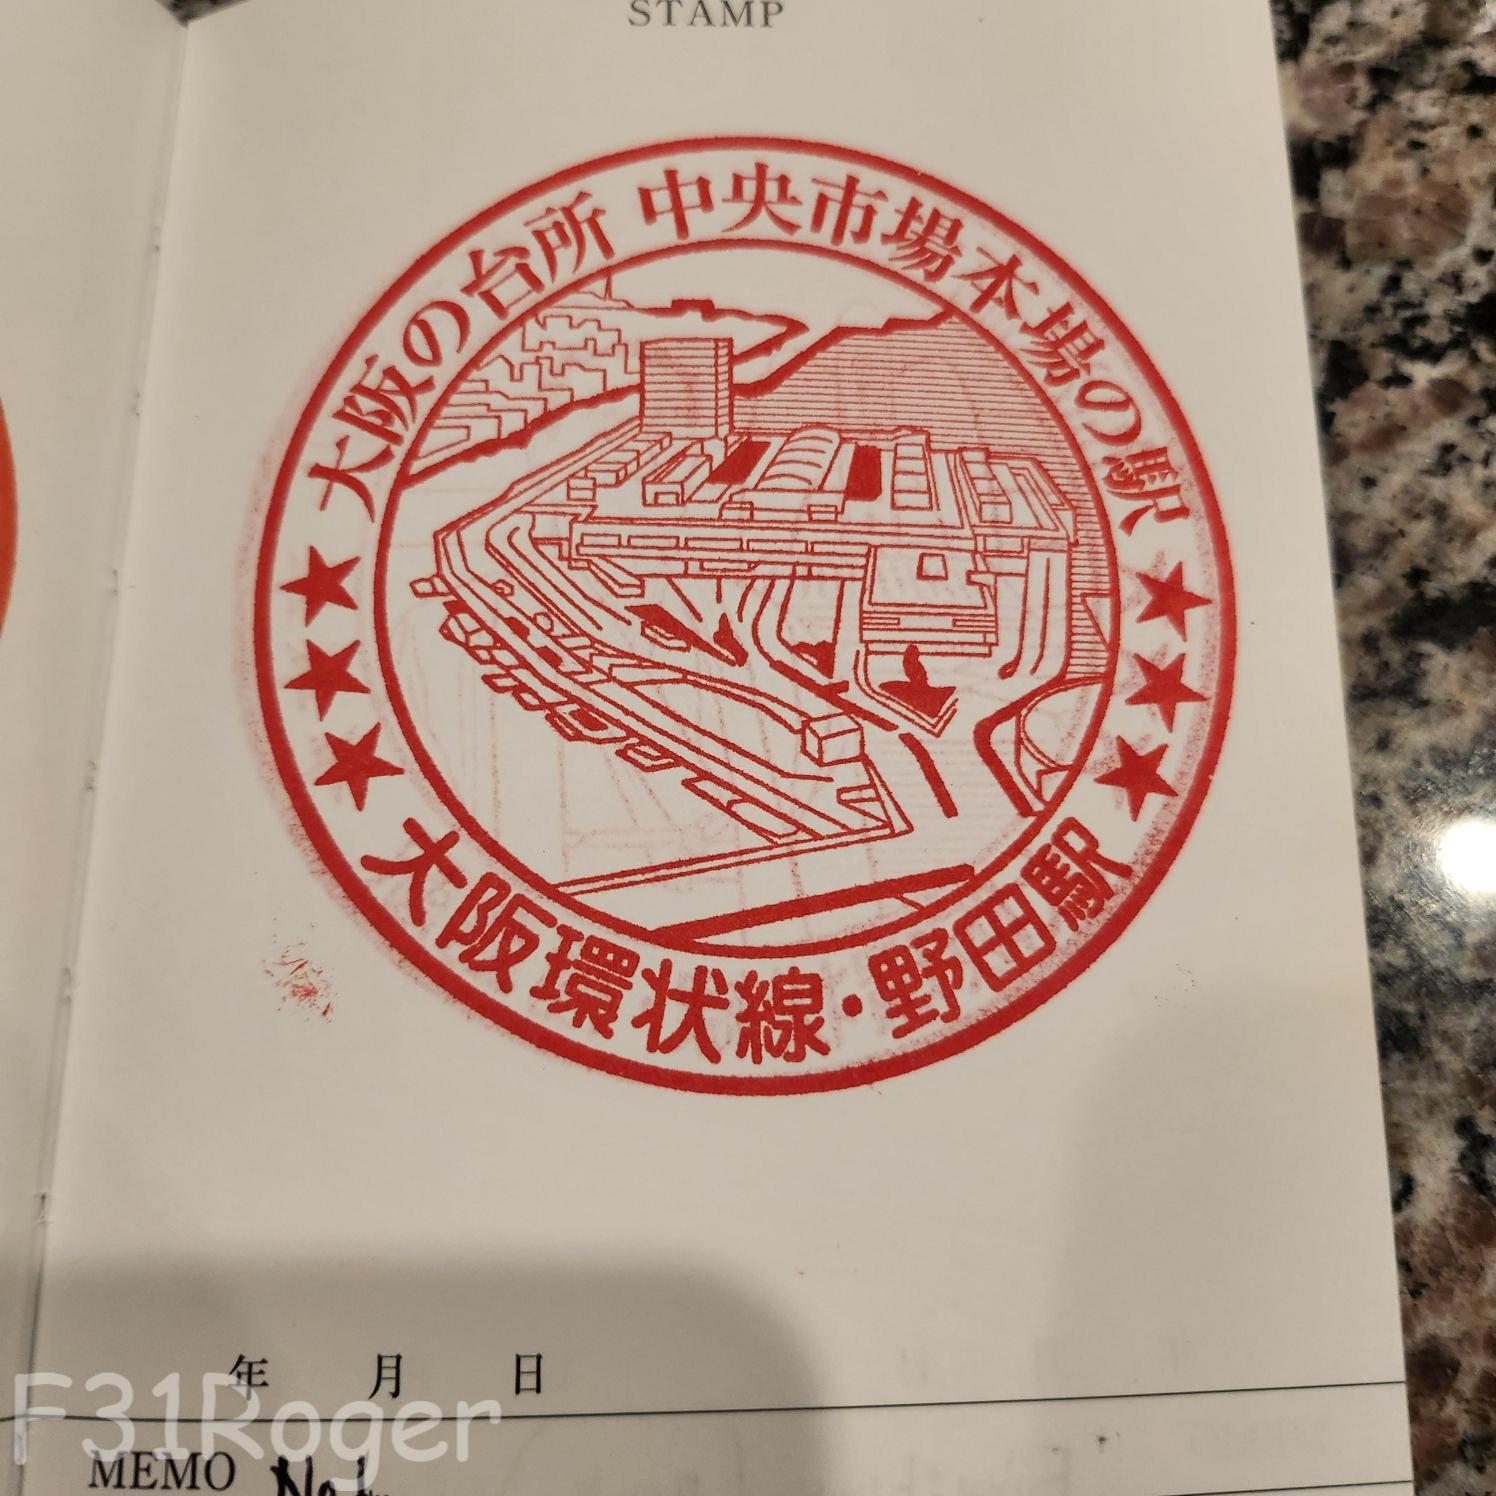 STAMP
大阪の台所 中央市場本場の駅
★★★ ★★★
大阪環状線・野田駅
年 月 日
F31Roger
MEMO